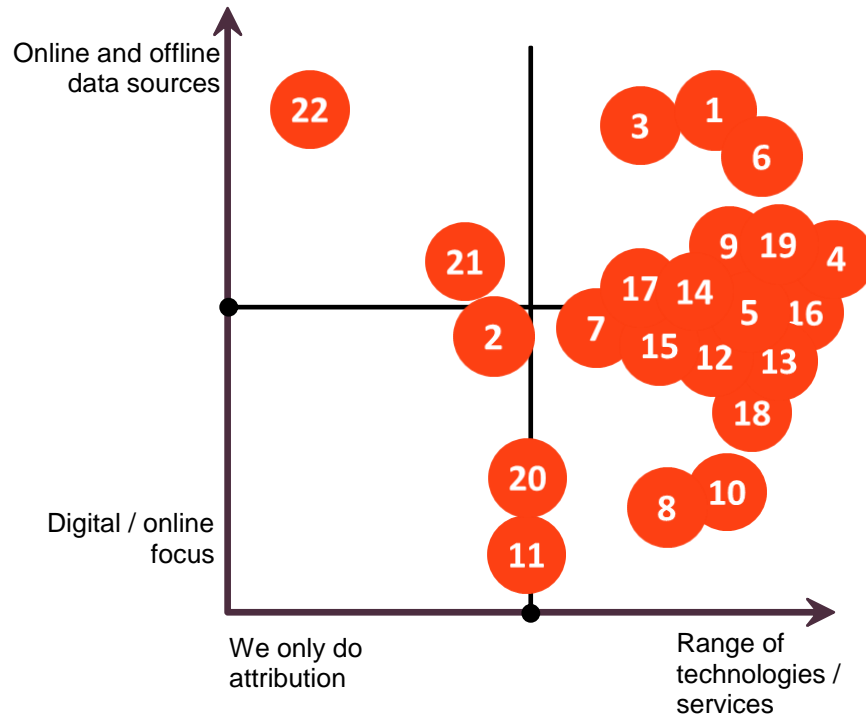 Online and offline
data sources
22
3
1
6
9
19
4
21
17
14
5
16
2
7
15
12
13
18
20
8
10
11
Digital / online
focus
We only do
attribution
Range of
technologies /
services